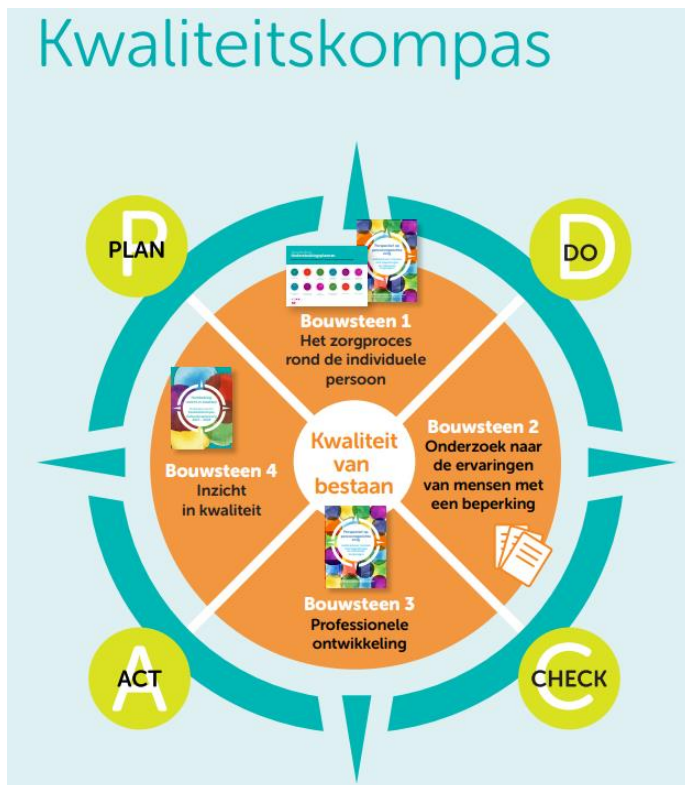 Kwaliteitskompas
PLAN
DO
Bouwsteen 1
Het zorgproces
rond de individuele
persoon
Bouwsteen 2
Onderzoek naar
de ervaringen
van mensen met
een beperking
Kwaliteit
van
bestaan
Bouwsteen 4
Inzicht
in kwaliteit
Bouwsteen 3
Professionele
ontwikkeling
ACT
CHECK